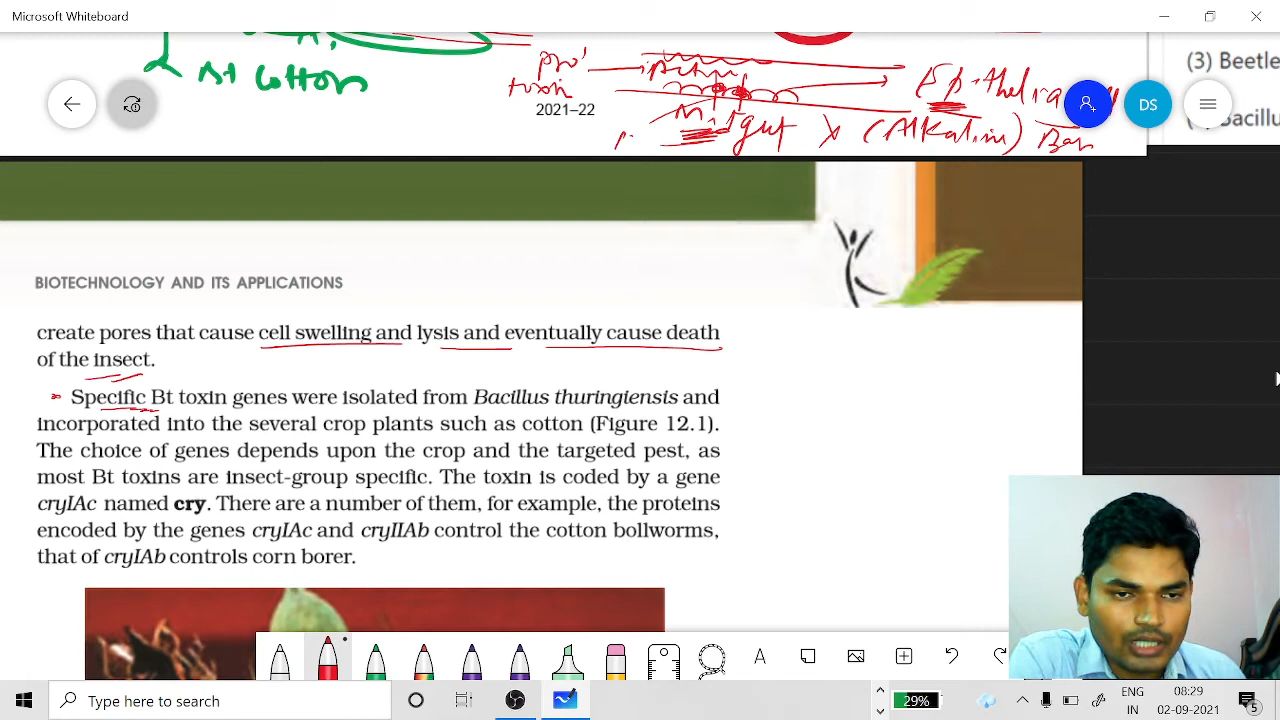 Microsoft Whiteboard
Bt Cotton
pro'
toxin
2021–22
Midgut (Alkalin)
(3) Beetle
Bacillu
DS
BIOTECHNOLOGY AND ITS APPLICATIONS
create pores that cause cell swelling and lysis and eventually cause death
of the insect.
Specific Bt toxin genes were isolated from Bacillus thuringiensis and
incorporated into the several crop plants such as cotton (Figure 12.1).
The choice of genes depends upon the crop and the targeted pest, as
most Bt toxins are insect-group specific. The toxin is coded by a gene
cryIAc named cry. There are a number of them, for example, the proteins
encoded by the genes cryIAc and cryIIAb control the cotton bollworms,
that of cryIAb controls corn borer.
A
Type here to search
29%
ENG
IN
08:29
02-09-2021
5